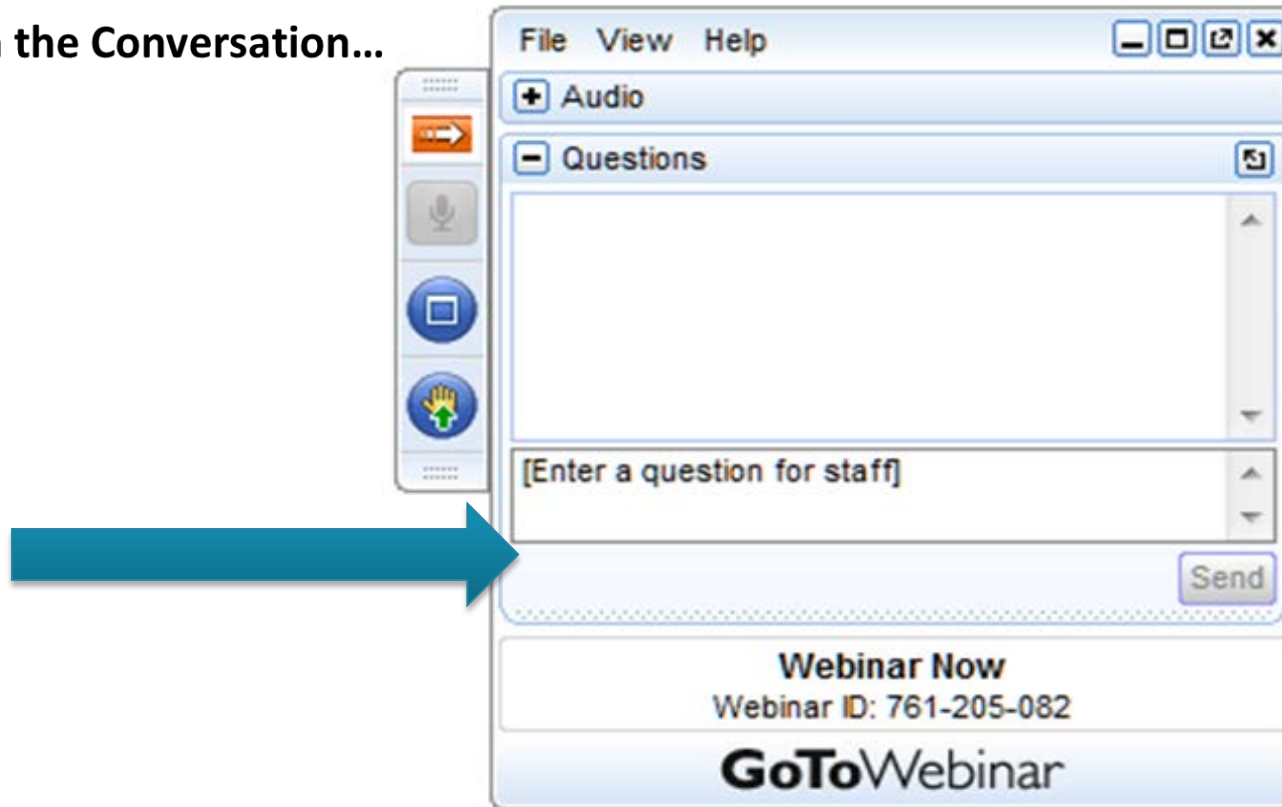 the Conversation…
File View Help
Audio
Questions
[Enter a question for staff]
Send
Webinar Now
Webinar ID: 761-205-082
GoToWebinar